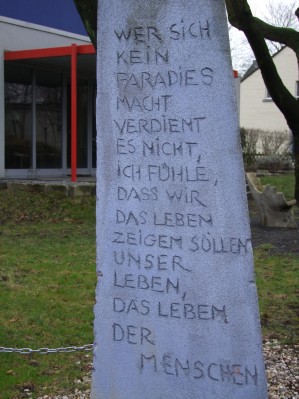 WER SICH
KEIN
PARADIES
MACHT
VERDIENT
ES NICHT,
ICH FÜHLE,
DASS WIR
DAS LEBEN
ZEIGEM SÖLLEN
UNSER
LEBEN,
DAS LEBEM
DER
MENSCHEN